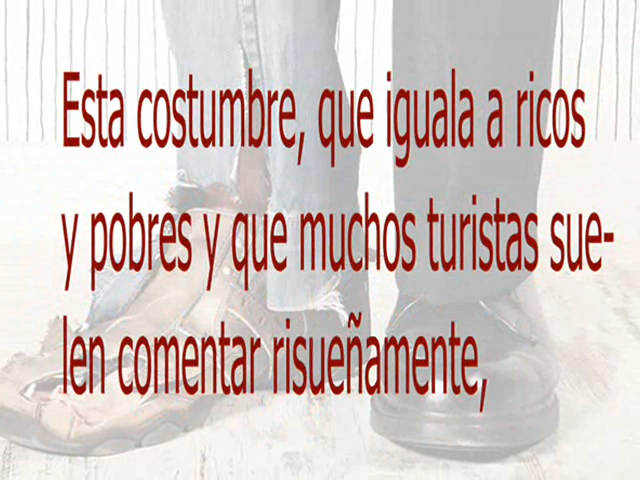 Esta costumbre, que iguala a ricos
y pobres y que muchos turistas sue-
len comentar risueñamente,